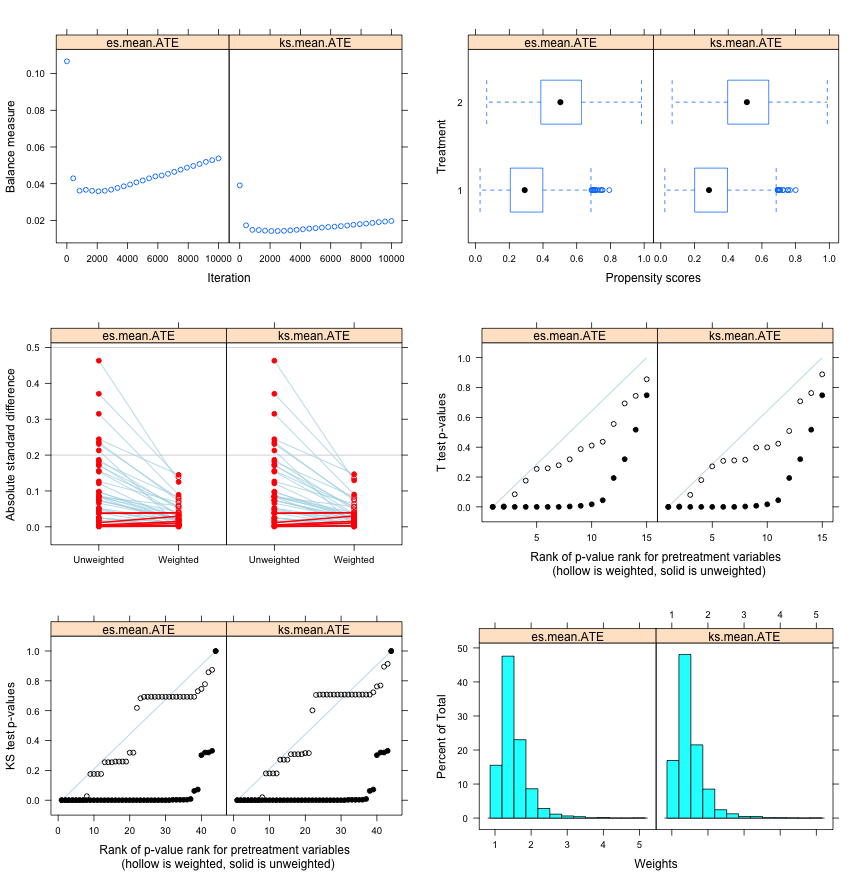 es.mean.ATE ks.mean.ATE
Balance measure
0.10
0.08
0.06
0.04
0.02
0 2000 4000 6000 8000 10000 0 2000 4000 6000 8000 10000
Iteration
es.mean.ATE ks.mean.ATE
Treatment
2
1
0.0 0.2 0.4 0.6 0.8 1.0 0.0 0.2 0.4 0.6 0.8 1.0
Propensity scores
es.mean.ATE ks.mean.ATE
Absolute standard difference
0.5
0.4
0.3
0.2
0.1
0.0
Unweighted Weighted Unweighted Weighted
es.mean.ATE ks.mean.ATE
T test p-values
1.0
0.8
0.6
0.4
0.2
0.0
5 10 15 5 10 15
Rank of p-value rank for pretreatment variables
(hollow is weighted, solid is unweighted)
es.mean.ATE ks.mean.ATE
KS test p-values
1.0
0.8
0.6
0.4
0.2
0.0
0 10 20 30 40 0 10 20 30 40
Rank of p-value rank for pretreatment variables
(hollow is weighted, solid is unweighted)
1 2 3 4 5
es.mean.ATE ks.mean.ATE
Percent of Total
50
40
30
20
10
0
1 2 3 4 5
Weights